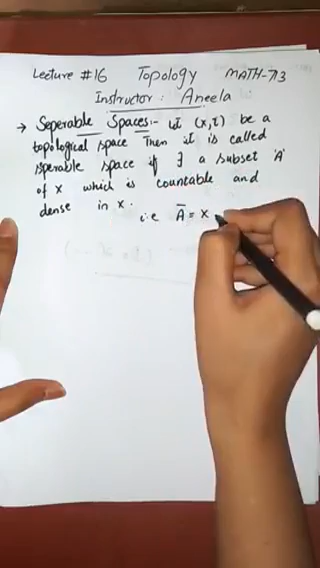 Lecture #16 Topology MATH-713
Instructor: Aneela
→ Seperable Spaces:- Let (X,τ) be a
topological space Then it is called
sperable space if ∃ a subset 'A'
of X which is countable and
dense in X.
i.e A̅ = X